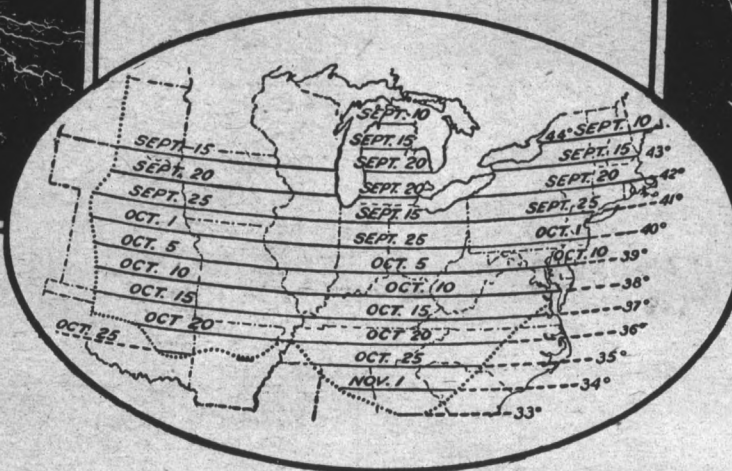 SEPT. 10
44° SEPT. 10
SEPT. 15
SEPT. 15
SEPT. 15
43°
SEPT. 20
SEPT. 20
SEPT. 20
42°
SEPT. 25
SEPT. 20
SEPT. 25
41°
OCT. 1
SEPT. 15
OCT. 1
40°
OCT. 5
SEPT. 25
OCT. 10
39°
OCT. 10
OCT. 5
38°
OCT. 15
OCT. 10
37°
OCT 20
OCT. 15
36°
OCT. 25
OCT 20
35°
OCT. 25
34°
NOV. 1
33°